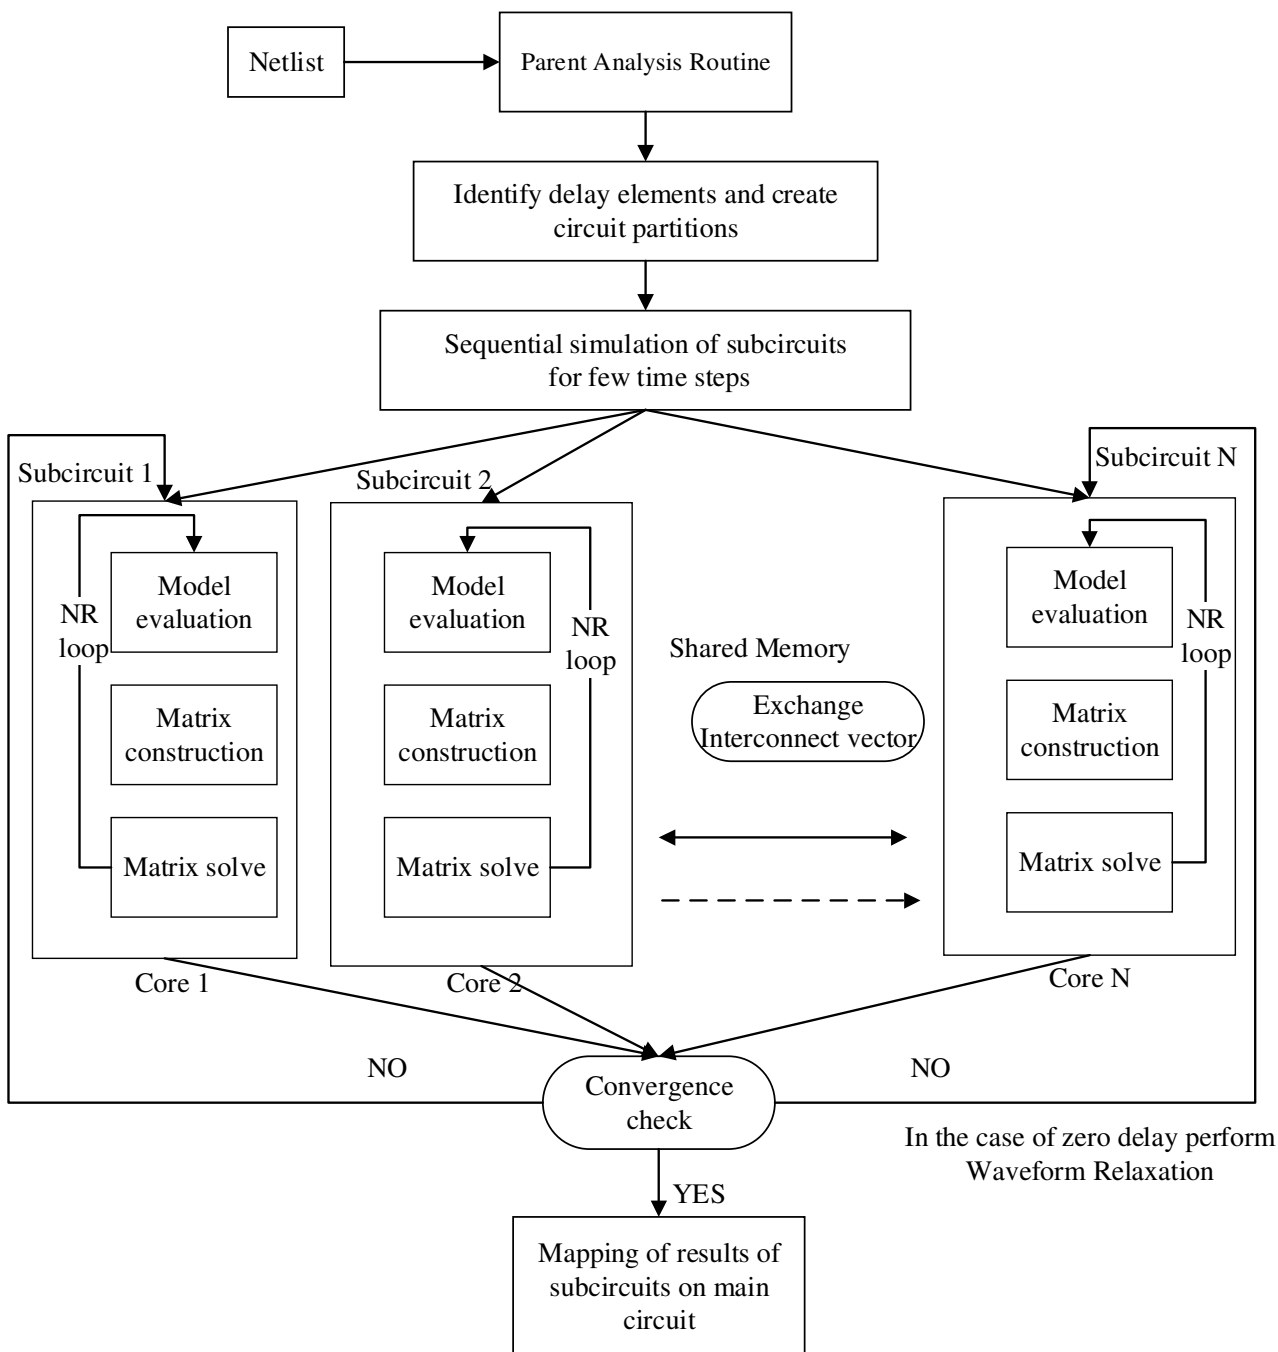 Netlist
Parent Analysis Routine
Identify delay elements and create
circuit partitions
Sequential simulation of subcircuits
for few time steps
Subcircuit 1
Subcircuit 2
Subcircuit N
Model
evaluation
NR
loop
Matrix
construction
Matrix solve
Core 1
Model
evaluation
NR
loop
Matrix
construction
Matrix solve
Core 2
Shared Memory
Exchange
Interconnect vector
Model
evaluation
NR
loop
Matrix
construction
Matrix solve
Core N
NO
Convergence
check
NO
In the case of zero delay perform
Waveform Relaxation
YES
Mapping of results of
subcircuits on main
circuit